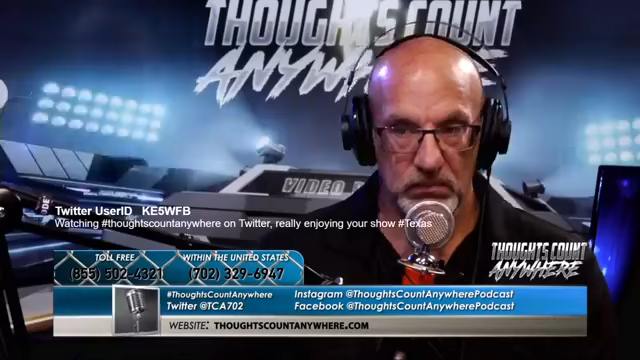 THOUGHTS COUNT
ANYWHERE
VIDEO
Twitter UserID KE5WFB
Watching #thoughtscountanywhere on Twitter, really enjoying your show #Texas
TOLL FREE
(855) 502-4321
WITHIN THE UNITED STATES
(702) 329-6947
THOUGHTS COUNT
ANYWHERE
#ThoughtsCountAnywhere
Twitter @TCA702
Instagram @ThoughtsCountAnywherePodcast
Facebook @ThoughtsCountAnywherePodcast
WEBSITE: THOUGHTSCOUNTANYWHERE.COM